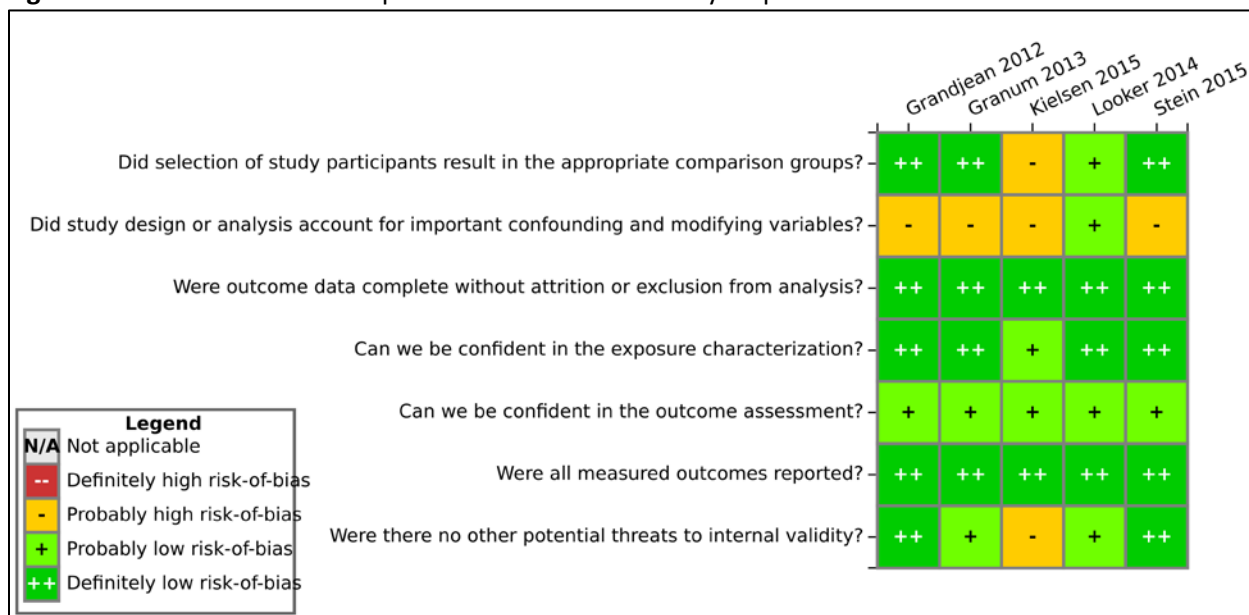 Grandjean 2012
Granum 2013
Kielsen 2015
Looker 2014
Stein 2015
Did selection of study participants result in the appropriate comparison groups? ++ ++ - + ++
Did study design or analysis account for important confounding and modifying variables? - - - + -
Were outcome data complete without attrition or exclusion from analysis? ++ ++ ++ ++ ++
Can we be confident in the exposure characterization? ++ ++ + ++ ++
Can we be confident in the outcome assessment? + + + + +
Were all measured outcomes reported? ++ ++ ++ ++ ++
Were there no other potential threats to internal validity? ++ + - + ++
Legend
N/A Not applicable
-- Definitely high risk-of-bias
- Probably high risk-of-bias
+ Probably low risk-of-bias
++ Definitely low risk-of-bias